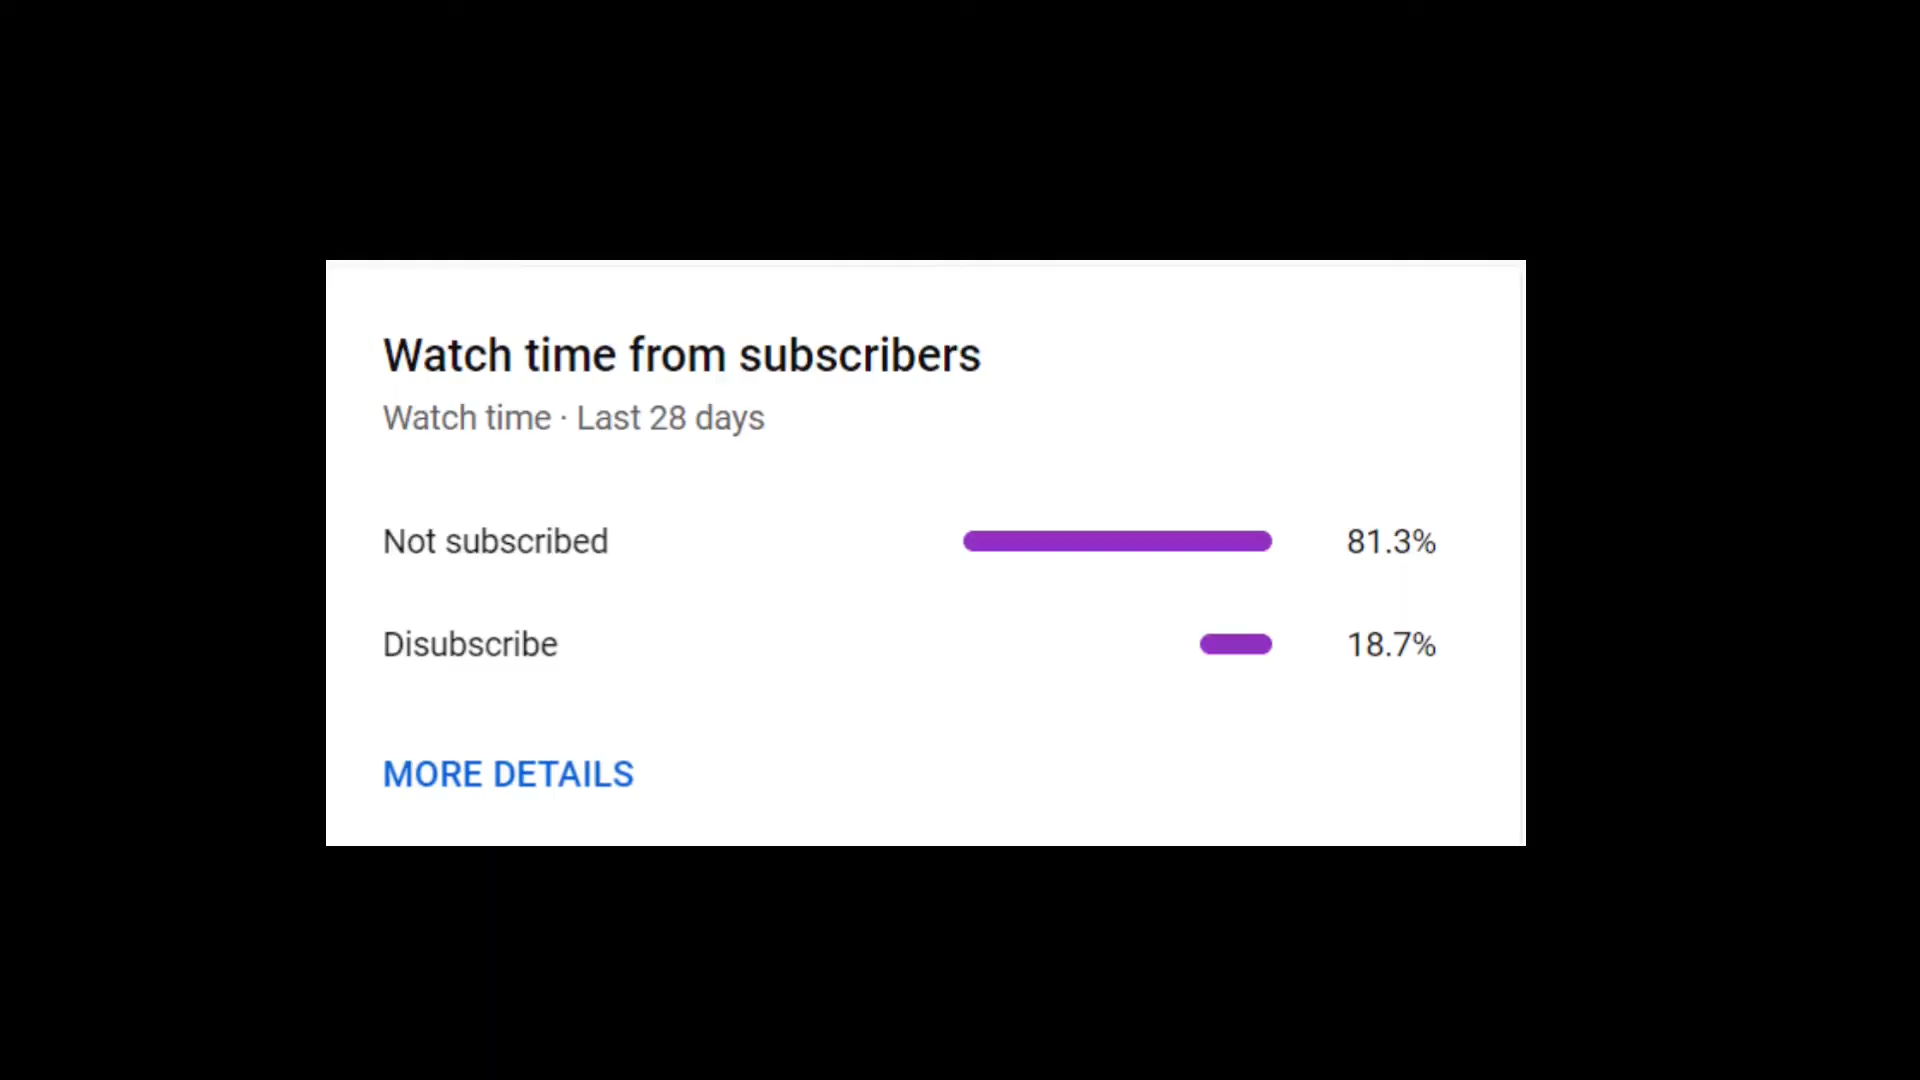 Watch time from subscribers
Watch time · Last 28 days
Not subscribed 81.3%
Disubscribe 18.7%
MORE DETAILS